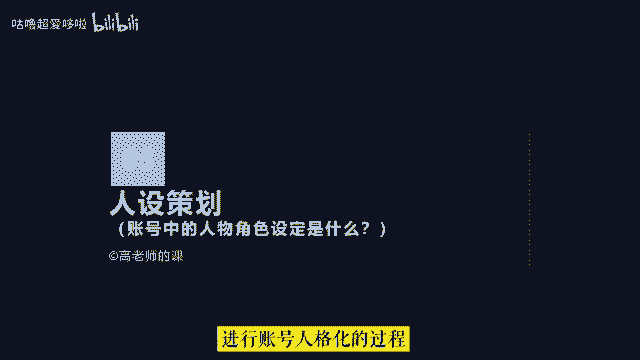 咕噜超爱哆啦 bilibili
人设策划
（账号中的人物角色设定是什么？）
©高老师的课
进行账号人格化的过程